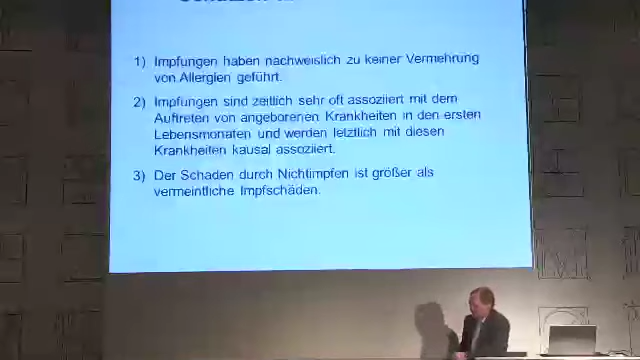 1) Impfungen haben nachweislich zu keiner Vermehrung
von Allergien geführt.
2) Impfungen sind zeitlich sehr oft assoziiert mit dem
Auftreten von angeborenen Krankheiten in den ersten
Lebensmonaten und werden letztlich mit diesen
Krankheiten kausal assoziiert.
3) Der Schaden durch Nichtimpfen ist größer als
vermeintliche Impfschäden.